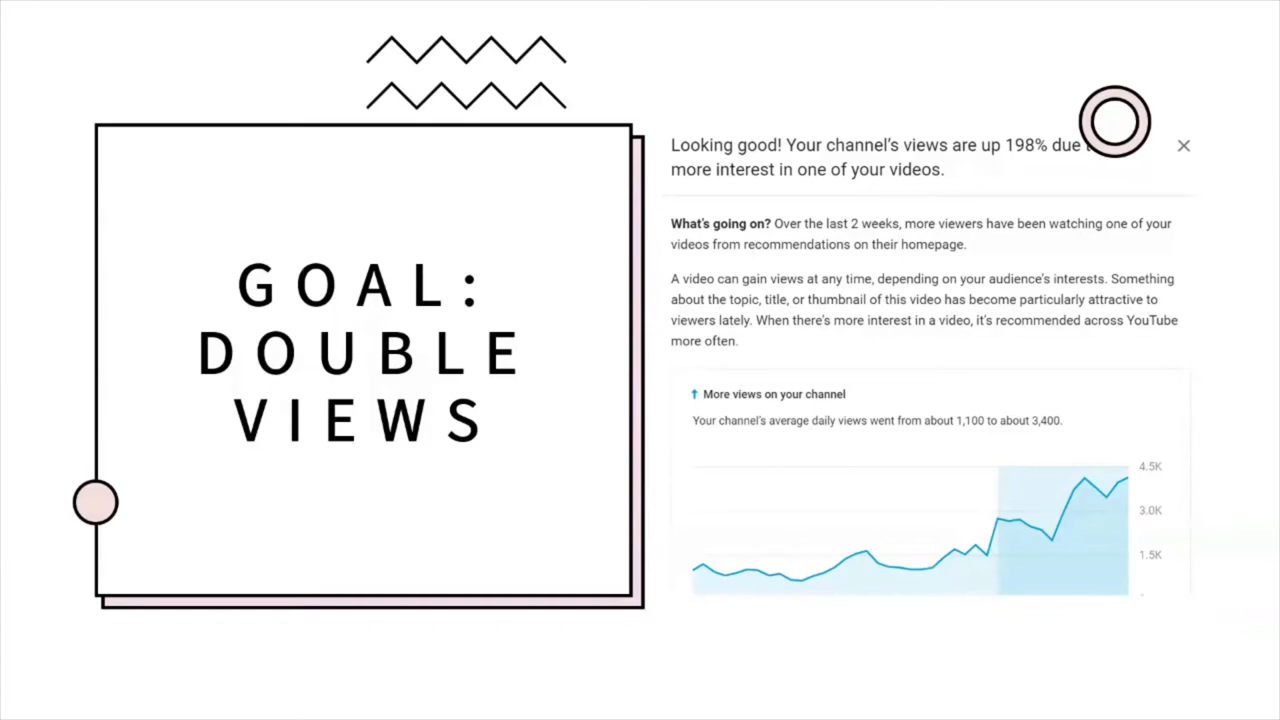 GOAL:
DOUBLE
VIEWS
Looking good! Your channel's views are up 198% due
more interest in one of your videos.
What's going on? Over the last 2 weeks, more viewers have been watching one of your
videos from recommendations on their homepage.
A video can gain views at any time, depending on your audience's interests. Something
about the topic, title, or thumbnail of this video has become particularly attractive to
viewers lately. When there's more interest in a video, it's recommended across YouTube
more often.
More views on your channel
Your channel's average daily views went from about 1,100 to about 3,400.
4.5K
3.0K
1.5K